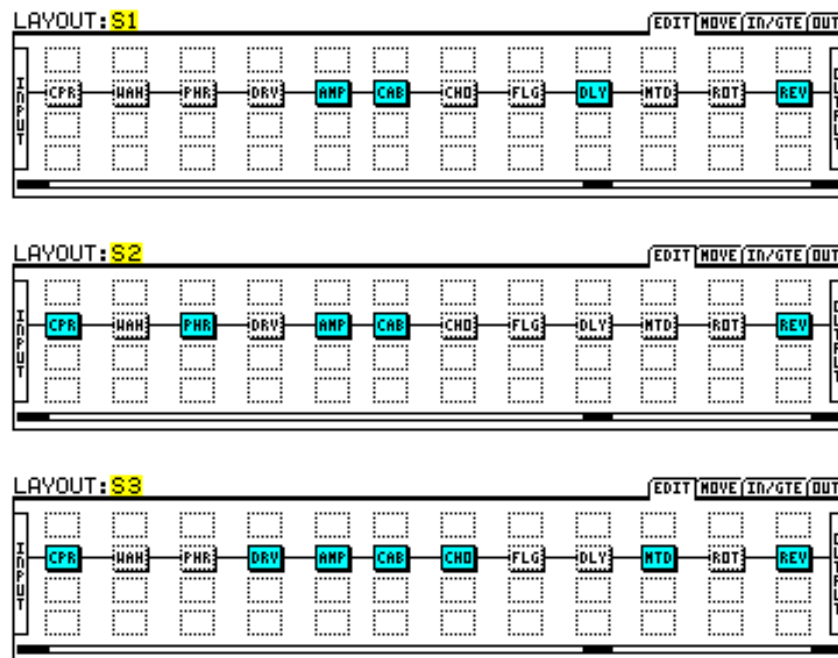 LAYOUT:S1 EDIT MOVE In/GTE OUT
INPUT CPR WAH PHR DRV AMP CAB CHO FLG DLY MTD ROT REV
LAYOUT:S2 EDIT MOVE In/GTE OUT
INPUT CPR WAH PHR DRV AMP CAB CHO FLG DLY MTD ROT REV
LAYOUT:S3 EDIT MOVE In/GTE OUT
INPUT CPR WAH PHR DRV AMP CAB CHO FLG DLY MTD ROT REV